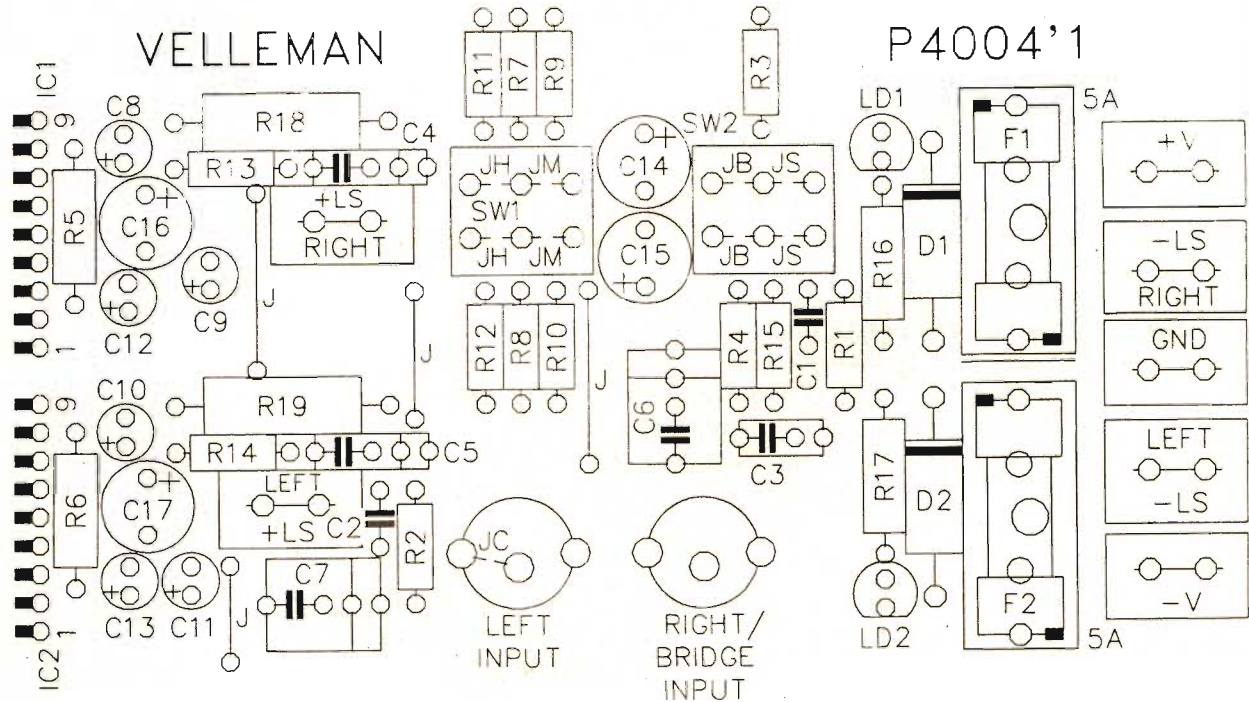 VELLEMAN
P4004'1
IC1
9
C8
R18
C4
R13
+
+LS
RIGHT
R5
+
C16
+
C9
+
C12
J
1
J
R11
R7
R9
R3
SW2
JH
JM
SW1
JH
JM
+
C14
C15
+
JB
JS
JB
JS
LD1
R16
D1
F1
5A
+V
-LS
RIGHT
GND
R12
R8
R10
J
R4
R15
C1
R1
C6
C3
C10
9
R19
+
R14
C5
R6
+
C17
LEFT
+LS
C2
R2
+
C13
+
C11
J
C7
1
IC2
JC
LEFT
INPUT
RIGHT/
BRIDGE
INPUT
R17
D2
LD2
F2
5A
LEFT
-LS
-V